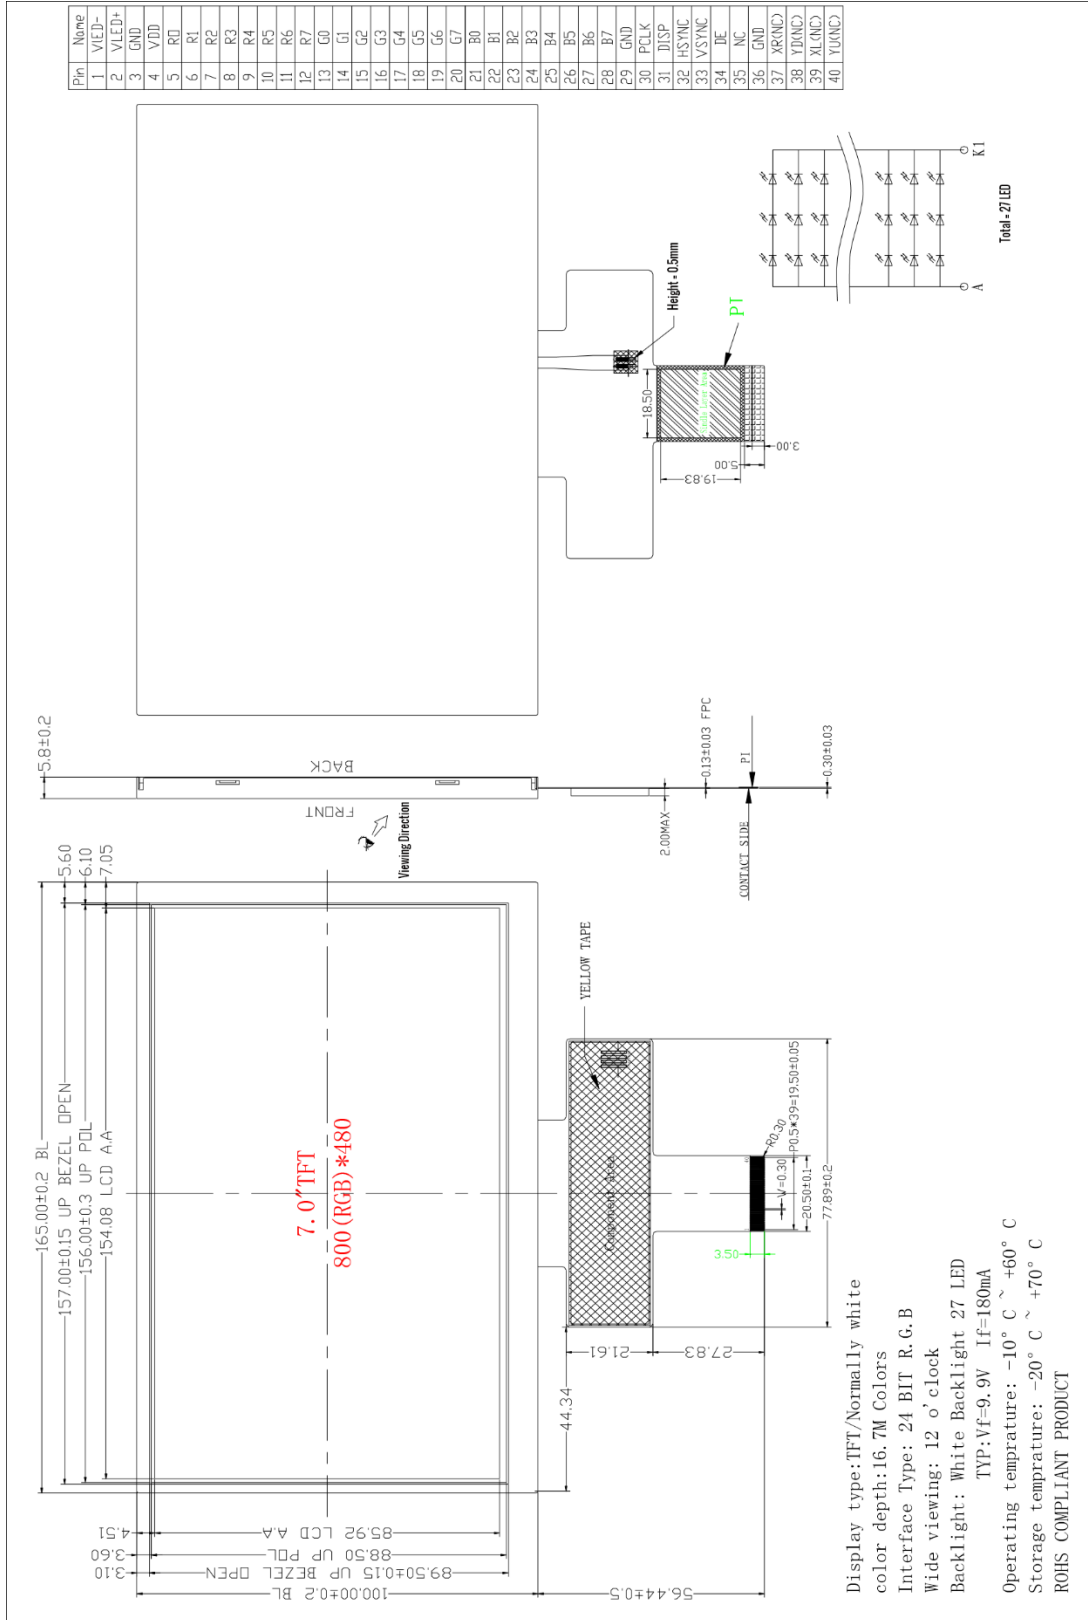 Pin Name
1 VLED-
2 VLED+
3 GND
4 VDD
5 R0
6 R1
7 R2
8 R3
9 R4
10 R5
11 R6
12 R7
13 G0
14 G1
15 G2
16 G3
17 G4
18 G5
19 G6
20 G7
21 B0
22 B1
23 B2
24 B3
25 B4
26 B5
27 B6
28 B7
29 GND
30 PCLK
31 DISP
32 HSYNC
33 VSYNC
34 DE
35 NC
36 GND
37 XR(NC)
38 YD(NC)
39 XL(NC)
40 YU(NC)
165.00±0.2 BL
157.00±0.15 UP BEZEL OPEN
156.00±0.3 UP POL
154.08 LCD A.A
5.60
6.10
7.05
5.8±0.2
4.51
3.60
3.10
85.92 LCD A.A
88.50 UP POL
89.50±0.15 UP BEZEL OPEN
100.00±0.2 BL
7.0"TFT
800(RGB)*480
FRONT
BACK
Viewing Direction
YELLOW TAPE
Component Area
44.34
21.61
27.83
56.44±0.5
3.50
W=0.30
R0.30
P0.5*39=19.50±0.05
20.50±0.1
77.89±0.2
2.00MAX
0.13±0.03 FPC
PI
CONTACT SIDE
0.30±0.03
Height = 0.5mm
18.50
PI
19.83
5.00
3.00
A
K1
Total = 27 LED
Display type:TFT/Normally white
color depth:16.7M Colors
Interface Type: 24 BIT R.G.B
Wide viewing: 12 o'clock
Backlight: White Backlight 27 LED
TYP:Vf=9.9V If=180mA
Operating temprature: -10° C ~ +60° C
Storage temprature: -20° C ~ +70° C
ROHS COMPLIANT PRODUCT